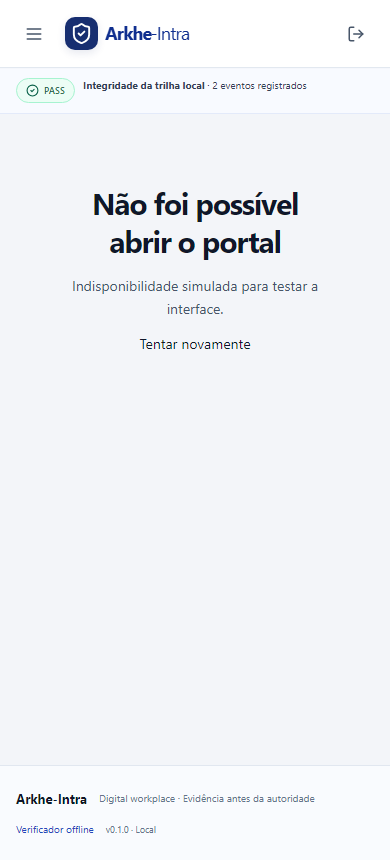 Arkhe-Intra
PASS
Integridade da trilha local · 2 eventos registrados
Não foi possível
abrir o portal
Indisponibilidade simulada para testar a
interface.
Tentar novamente
Arkhe-Intra
Digital workplace · Evidência antes da autoridade
Verificador offline
v0.1.0 · Local